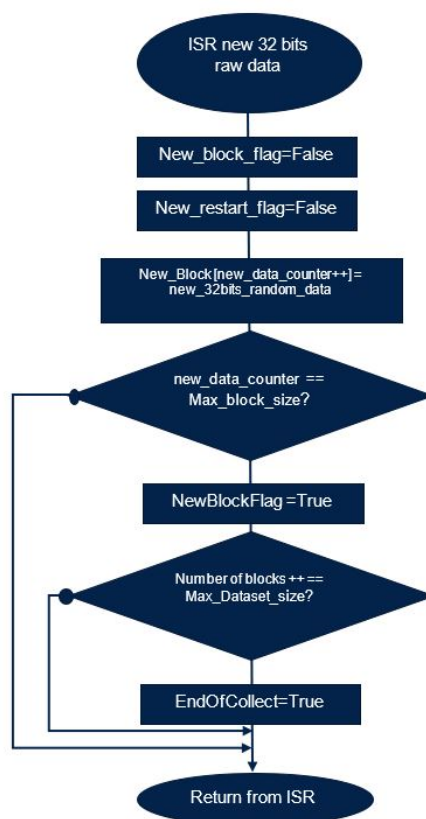 ISR new 32 bits
raw data
New_block_flag=False
New_restart_flag=False
New_Block[new_data_counter++]=
new_32bits_random_data
new_data_counter ==
Max_block_size?
NewBlockFlag=True
Number of blocks ++ ==
Max_Dataset_size?
EndOfCollect=True
Return from ISR